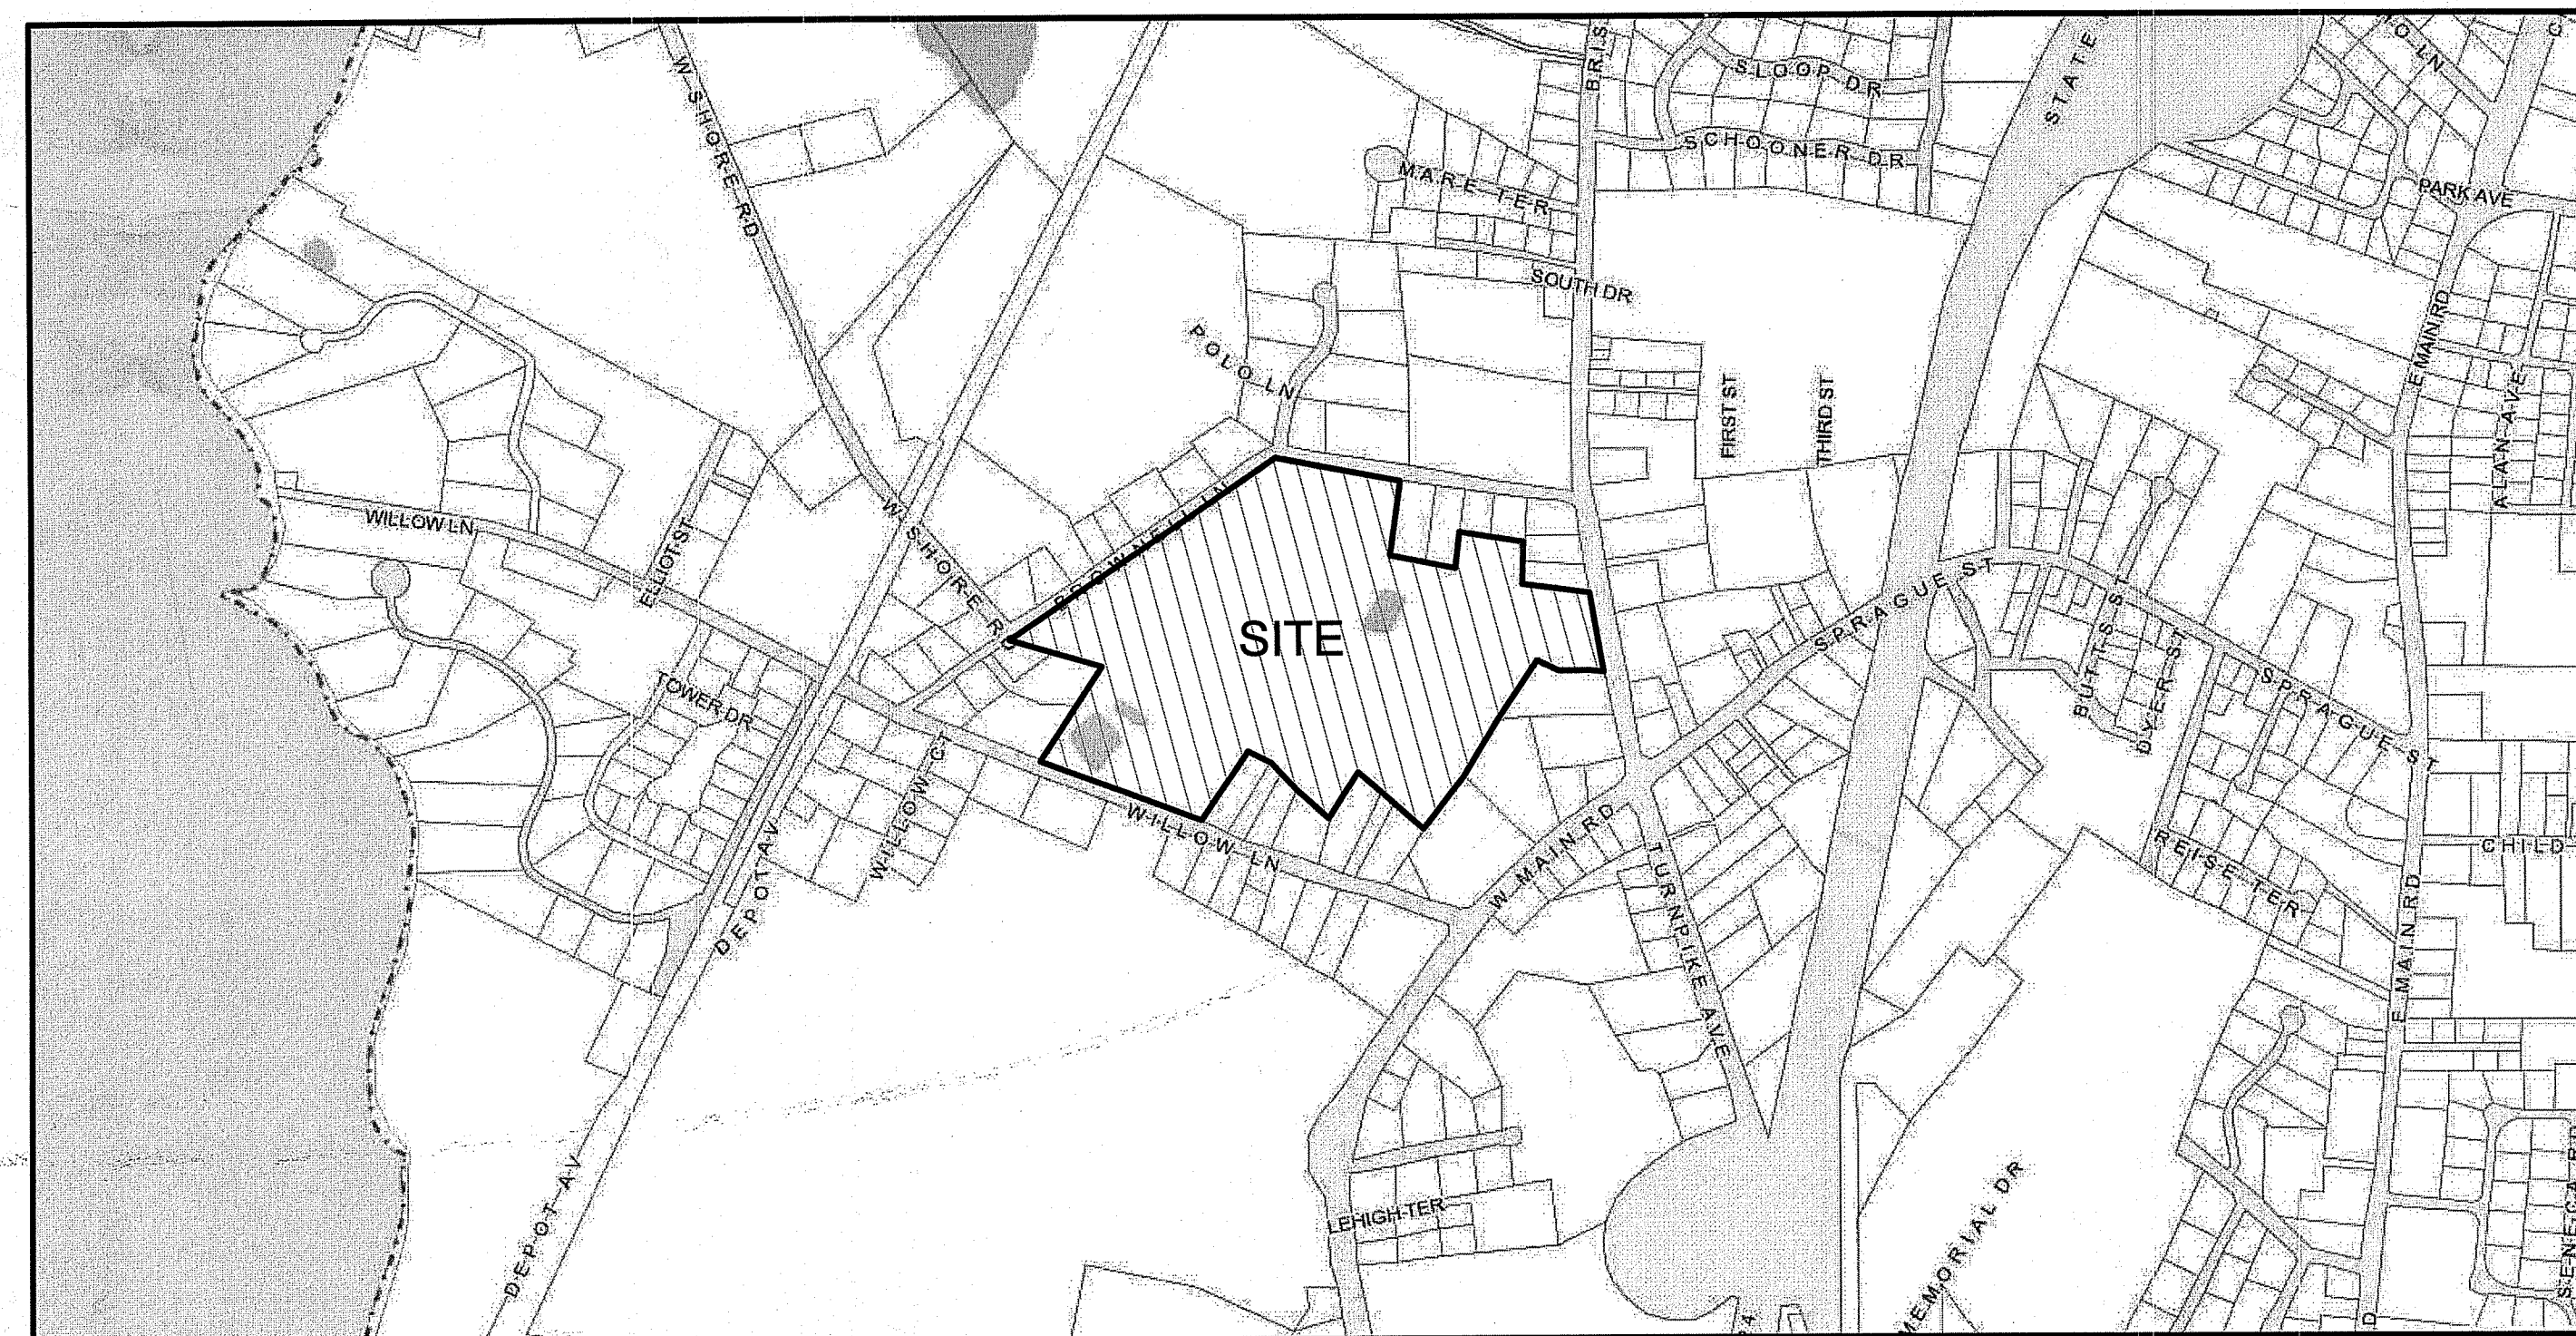 W SHORE RD
BRIS
SLOOP DR
STATE
O LN
SCHOONER DR
MARE TER
PARK AVE
SOUTH DR
POLO LN
E MAIN RD
FIRST ST
THIRD ST
ALAN AVE
WILLOW LN
ELLIOT ST
W SHORE R
SITE
SPRAGUE ST
BUTTS ST
DYER ST
SPRAGUE ST
TOWER DR
WILLOW CT
WILLOW LN
DEPOT AV
W MAIN RD
TURNPIKE AVE
REISE TER
CHILD
E MAIN RD
DEPOT AV
LEHIGH TER
MEMORIAL DR
SENECA RD
D